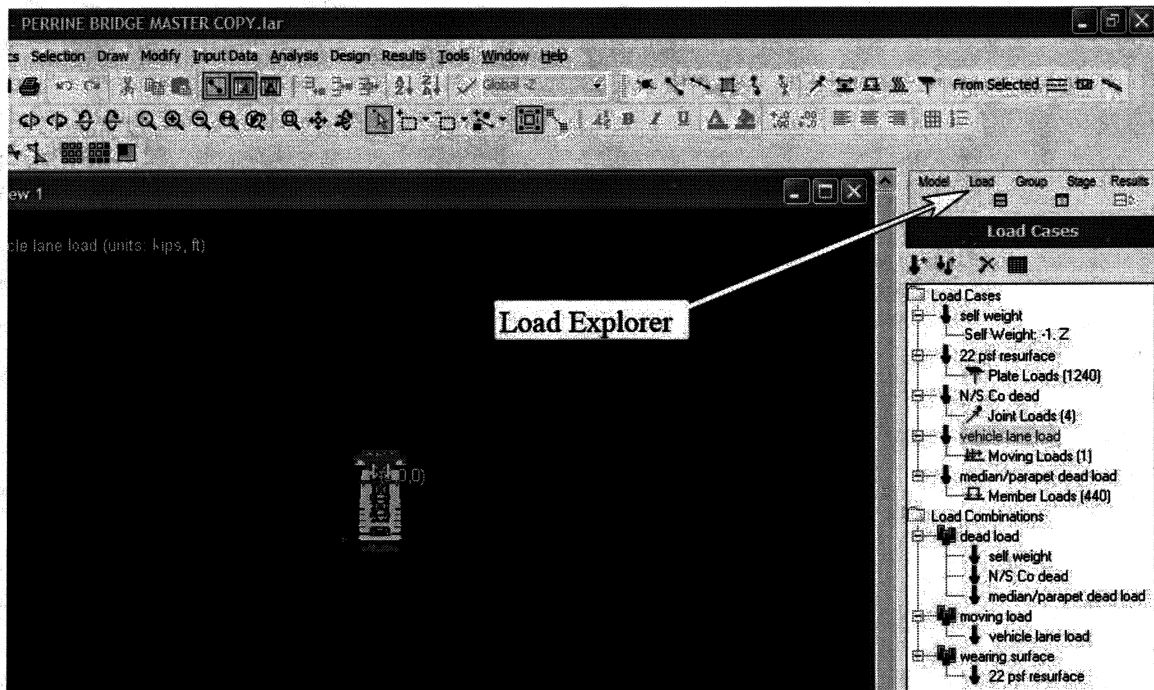 - PERRINE BRIDGE MASTER COPY.lar
cs Selection Draw Modify Input Data Analysis Design Results Tools Window Help
Global -Z
From Selected
B I U A
ew 1
cle lane load (units: kips, ft)
0,0)
Load Explorer
Model Load Group Stage Results
Load Cases
Load Cases
self weight
Self Weight: -1. Z
22 psf resurface
Plate Loads (1240)
N/S Co dead
Joint Loads (4)
vehicle lane load
Moving Loads (1)
median/parapet dead load
Member Loads (440)
Load Combinations
dead load
self weight
N/S Co dead
median/parapet dead load
moving load
vehicle lane load
wearing surface
22 psf resurface